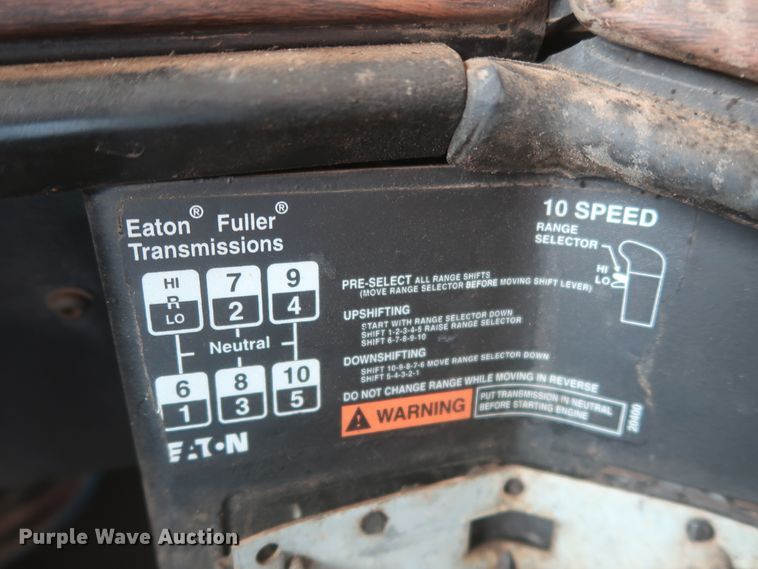 Eaton® Fuller®
Transmissions
10 SPEED
RANGE
SELECTOR
HI
LO
HI
R
LO
7
2
9
4
Neutral
6
1
8
3
10
5
PRE-SELECT ALL RANGE SHIFTS
(MOVE RANGE SELECTOR BEFORE MOVING SHIFT LEVER)
UPSHIFTING
START WITH RANGE SELECTOR DOWN
SHIFT 1-2-3-4-5 RAISE RANGE SELECTOR
SHIFT 6-7-8-9-10
DOWNSHIFTING
SHIFT 10-9-8-7-6 MOVE RANGE SELECTOR DOWN
SHIFT 5-4-3-2-1
DO NOT CHANGE RANGE WHILE MOVING IN REVERSE
WARNING
PUT TRANSMISSION IN NEUTRAL
BEFORE STARTING ENGINE
20400
EATON
Purple Wave Auction